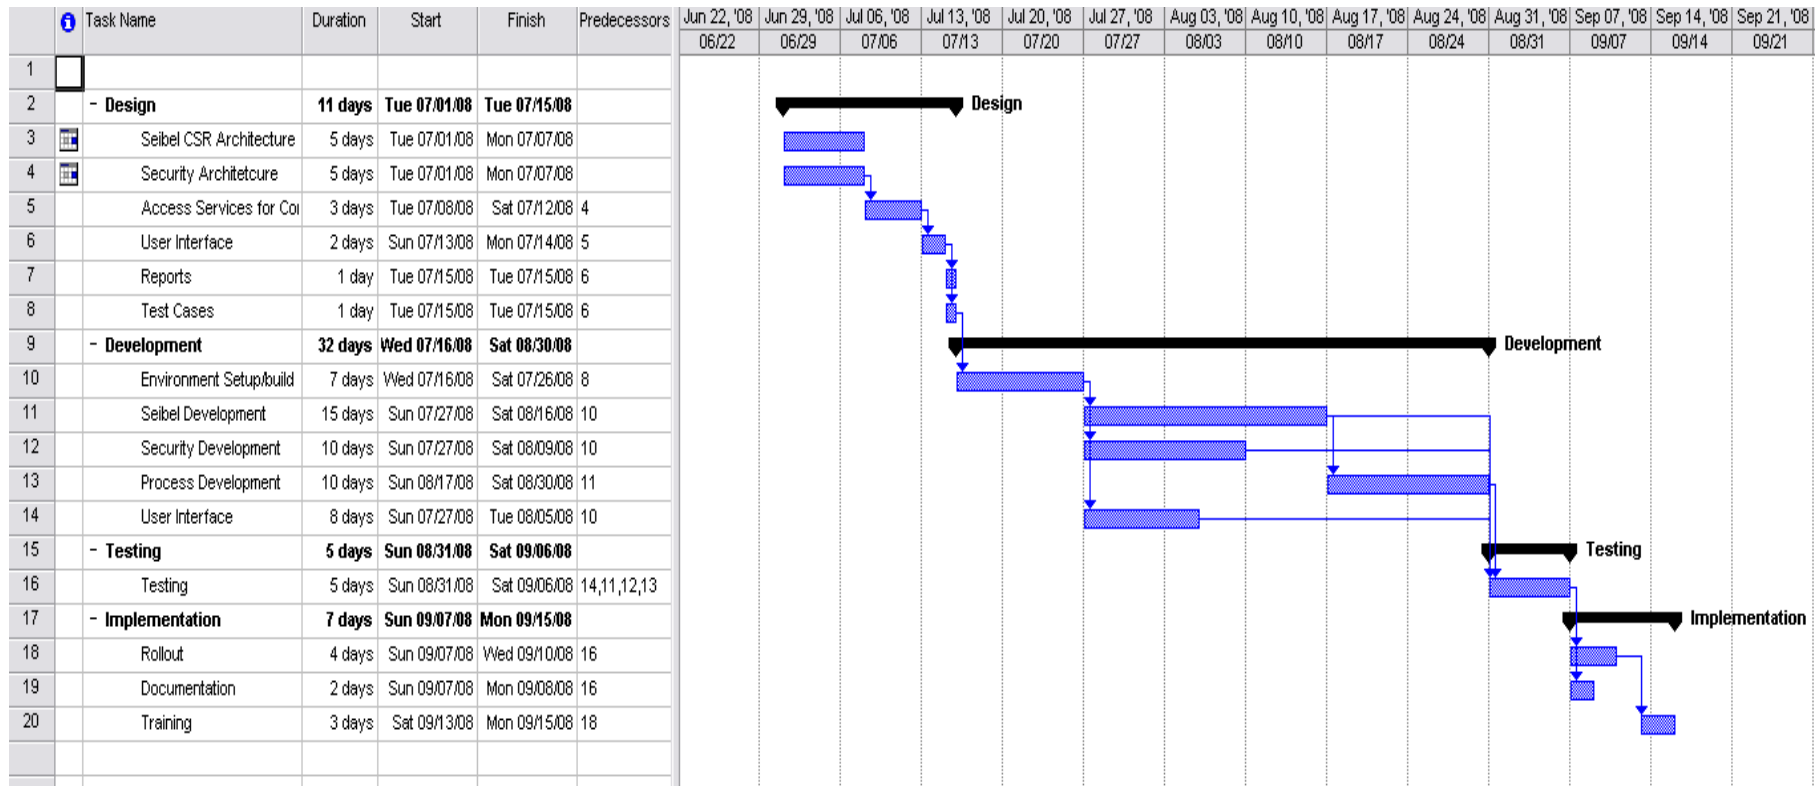 Task Name Duration Start Finish Predecessors Jun 22, '08 Jun 29, '08 Jul 06, '08 Jul 13, '08 Jul 20, '08 Jul 27, '08 Aug 03, '08 Aug 10, '08 Aug 17, '08 Aug 24, '08 Aug 31, '08 Sep 07, '08 Sep 14, '08 Sep 21, '08
06/22 06/29 07/06 07/13 07/20 07/27 08/03 08/10 08/17 08/24 08/31 09/07 09/14 09/21
1
2 - Design 11 days Tue 07/01/08 Tue 07/15/08 Design
3 Seibel CSR Architecture 5 days Tue 07/01/08 Mon 07/07/08
4 Security Architetcure 5 days Tue 07/01/08 Mon 07/07/08
5 Access Services for Cor 3 days Tue 07/08/08 Sat 07/12/08 4
6 User Interface 2 days Sun 07/13/08 Mon 07/14/08 5
7 Reports 1 day Tue 07/15/08 Tue 07/15/08 6
8 Test Cases 1 day Tue 07/15/08 Tue 07/15/08 6
9 - Development 32 days Wed 07/16/08 Sat 08/30/08 Development
10 Environment Setup/build 7 days Wed 07/16/08 Sat 07/26/08 8
11 Seibel Development 15 days Sun 07/27/08 Sat 08/16/08 10
12 Security Development 10 days Sun 07/27/08 Sat 08/09/08 10
13 Process Development 10 days Sun 08/17/08 Sat 08/30/08 11
14 User Interface 8 days Sun 07/27/08 Tue 08/05/08 10
15 - Testing 5 days Sun 08/31/08 Sat 09/06/08 Testing
16 Testing 5 days Sun 08/31/08 Sat 09/06/08 14,11,12,13
17 - Implementation 7 days Sun 09/07/08 Mon 09/15/08 Implementation
18 Rollout 4 days Sun 09/07/08 Wed 09/10/08 16
19 Documentation 2 days Sun 09/07/08 Mon 09/08/08 16
20 Training 3 days Sat 09/13/08 Mon 09/15/08 18